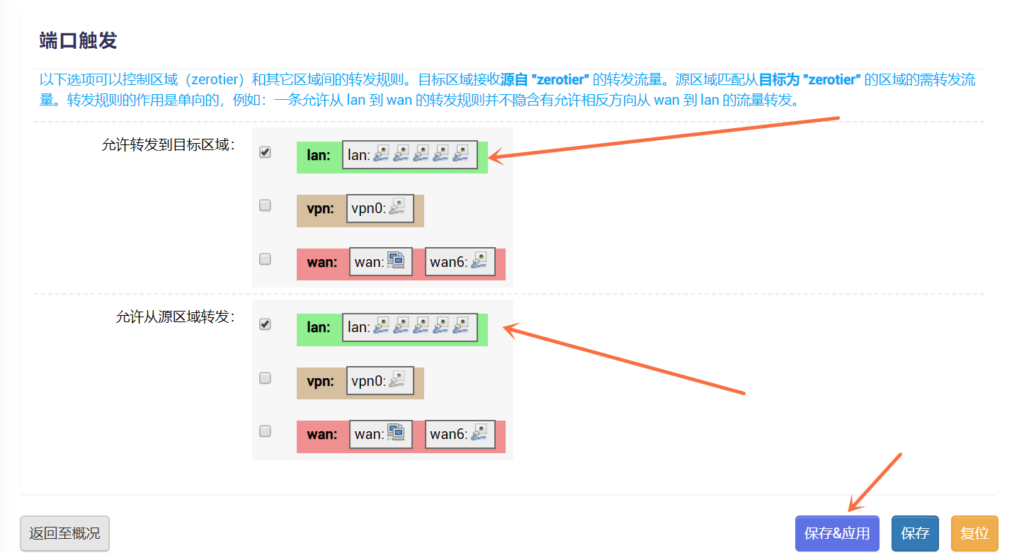 端口触发
以下选项可以控制区域（zerotier）和其它区域间的转发规则。目标区域接收源自 "zerotier" 的转发流量。源区域匹配从目标为 "zerotier" 的区域的需转发流
量。转发规则的作用是单向的，例如：一条允许从 lan 到 wan 的转发规则并不隐含有允许相反方向从 wan 到 lan 的流量转发。
允许转发到目标区域：
lan: lan:
vpn: vpn0:
wan: wan: wan6:
允许从源区域转发：
lan: lan:
vpn: vpn0:
wan: wan: wan6:
返回至概况 保存&应用 保存 复位